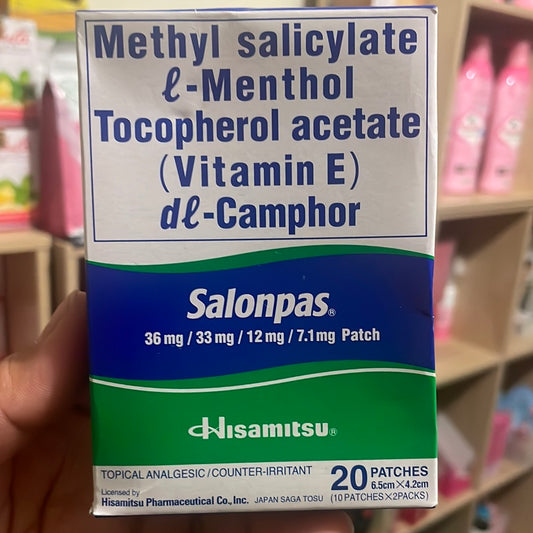 Methyl salicylate
ℓ-Menthol
Tocopherol acetate
(Vitamin E)
dℓ-Camphor
Salonpas®
36 mg / 33 mg / 12 mg / 7.1 mg Patch
Hisamitsu®
TOPICAL ANALGESIC / COUNTER-IRRITANT
20 PATCHES
6.5cm×4.2cm
(10 PATCHES×2PACKS)
Licensed by
Hisamitsu Pharmaceutical Co., Inc. JAPAN SAGA TOSU